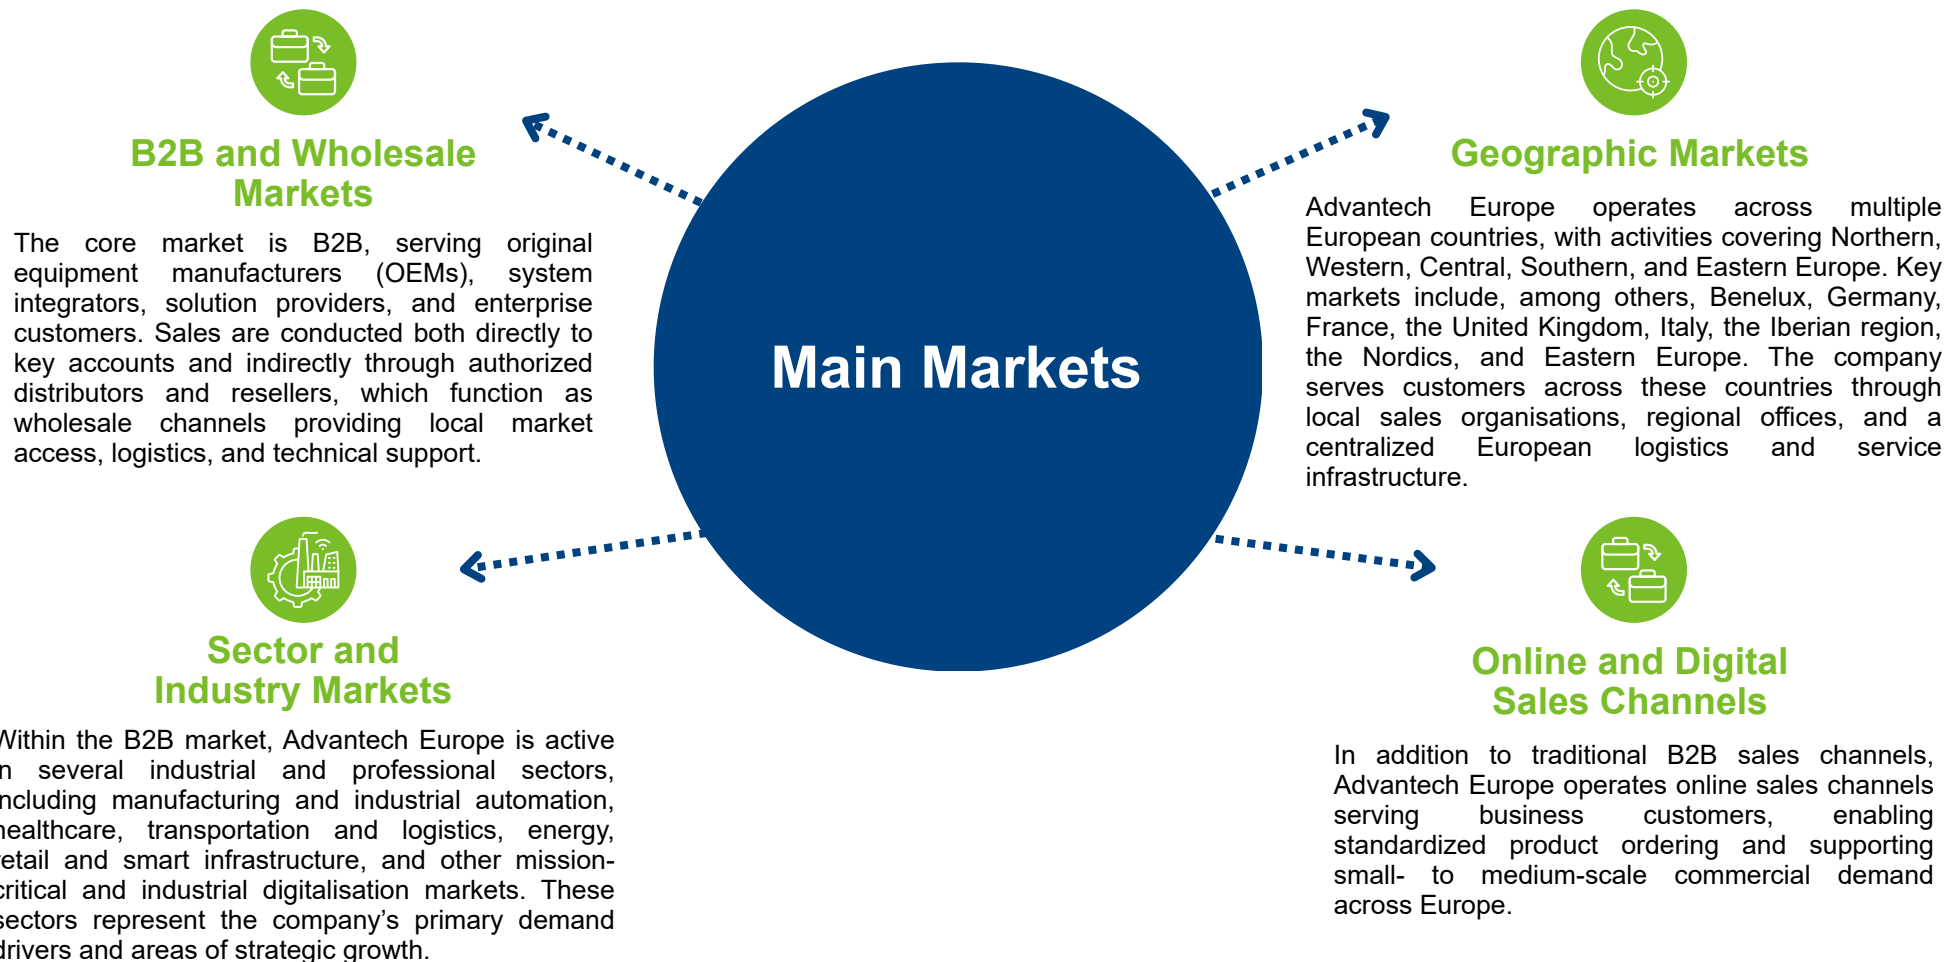 B2B and Wholesale
Markets
The core market is B2B, serving original
equipment manufacturers (OEMs), system
integrators, solution providers, and enterprise
customers. Sales are conducted both directly to
key accounts and indirectly through authorized
distributors and resellers, which function as
wholesale channels providing local market
access, logistics, and technical support.
Main Markets
Geographic Markets
Advantech Europe operates across multiple
European countries, with activities covering Northern,
Western, Central, Southern, and Eastern Europe. Key
markets include, among others, Benelux, Germany,
France, the United Kingdom, Italy, the Iberian region,
the Nordics, and Eastern Europe. The company
serves customers across these countries through
local sales organisations, regional offices, and a
centralized European logistics and service
infrastructure.
Sector and
Industry Markets
Within the B2B market, Advantech Europe is active
in several industrial and professional sectors,
including manufacturing and industrial automation,
healthcare, transportation and logistics, energy,
retail and smart infrastructure, and other mission-
critical and industrial digitalisation markets. These
sectors represent the company’s primary demand
drivers and areas of strategic growth.
Online and Digital
Sales Channels
In addition to traditional B2B sales channels,
Advantech Europe operates online sales channels
serving business customers, enabling
standardized product ordering and supporting
small- to medium-scale commercial demand
across Europe.